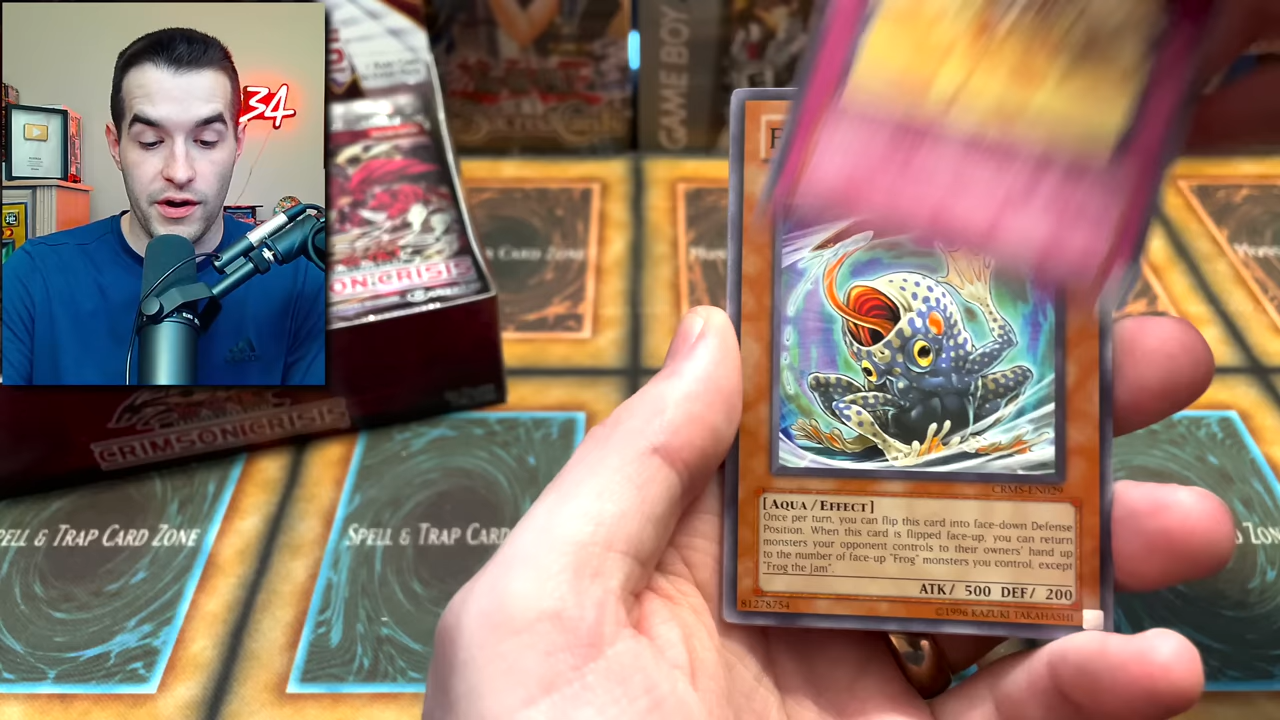 34
GAME BOY
CARD ZONE
ON:CRISIS
CRIMSON CRISIS
PELL & TRAP CARD ZONE
SPELL & TRAP CARD
F
CRMS-EN029
[AQUA / EFFECT]
Once per turn, you can flip this card into face-down Defense
Position. When this card is flipped face-up, you can return
monsters your opponent controls to their owners' hand up
to the number of face-up "Frog" monsters you control, except
"Frog the Jam".
ATK/ 500 DEF/ 200
81278754
©1996 KAZUKI TAKAHASHI